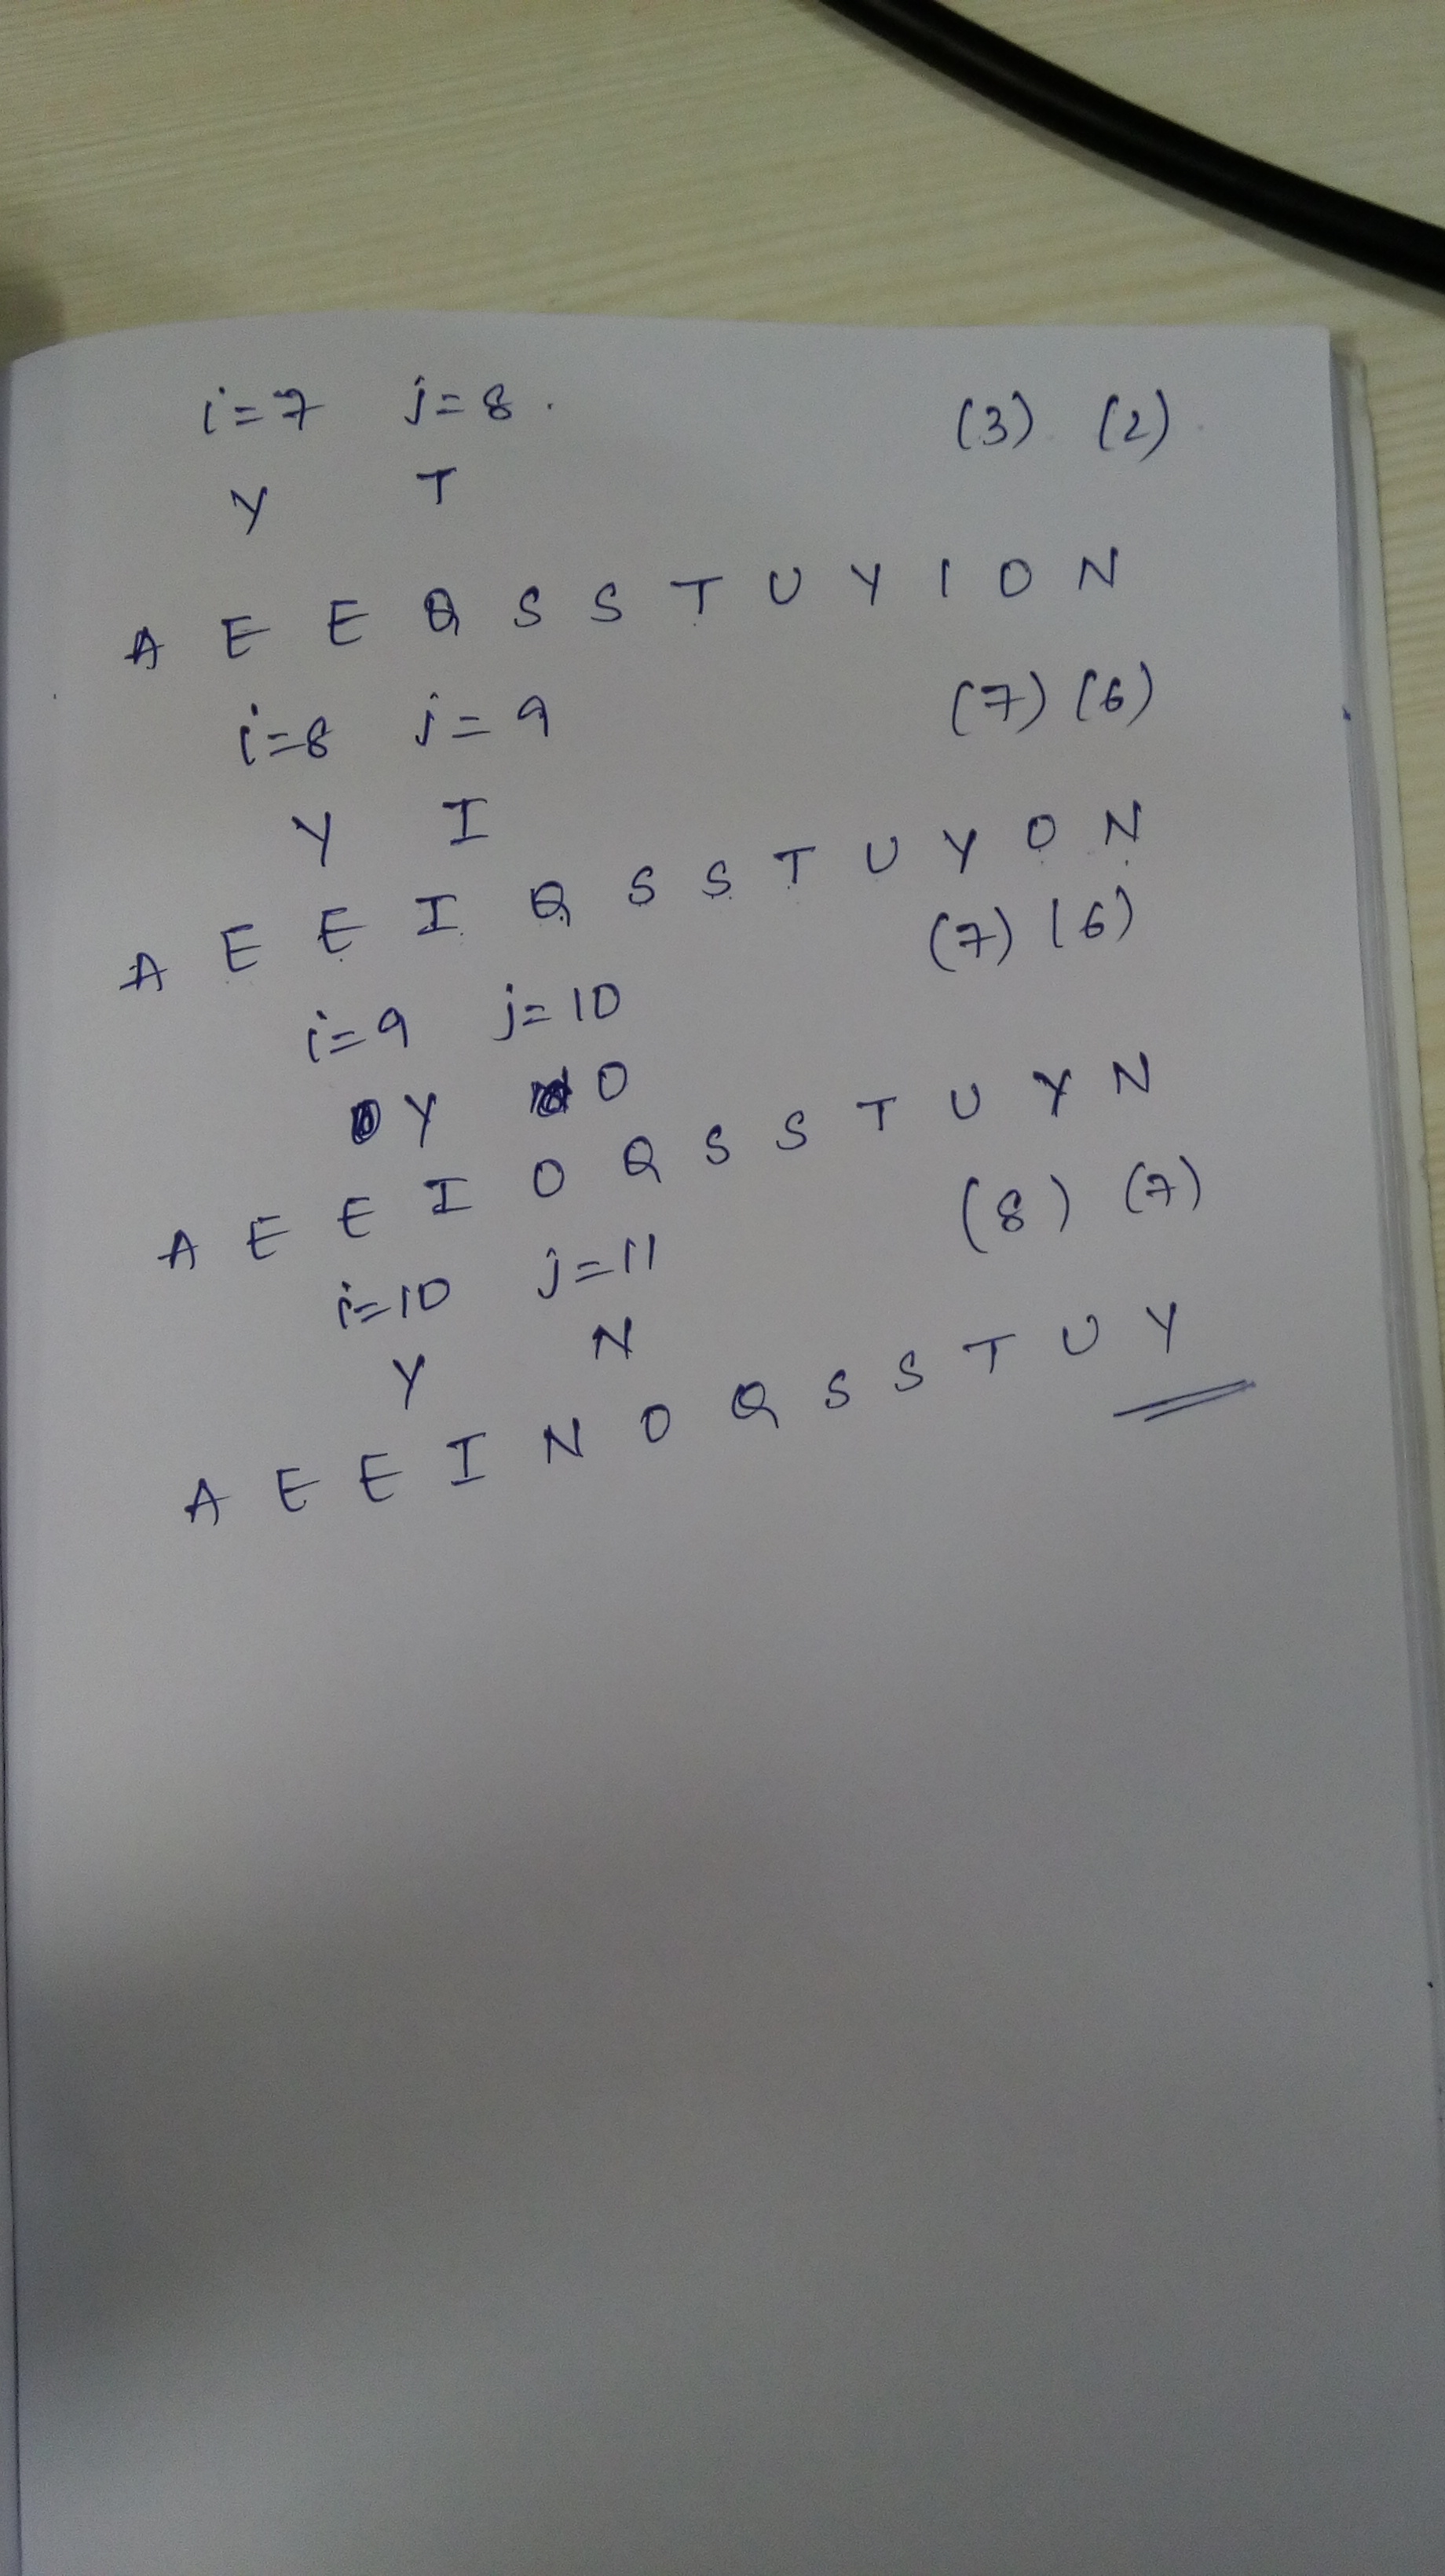 i=7 j=8. (3) (2)
Y T
A E E Q S S T U Y I O N
i=8 j=9 (7) (6)
Y I
A E E I Q S S T U Y O N
(7) (6)
i=9 j=10
Y O
A E E I O Q S S T U Y N
i=10 j=11 (8) (7)
Y N
A E E I N O Q S S T U Y